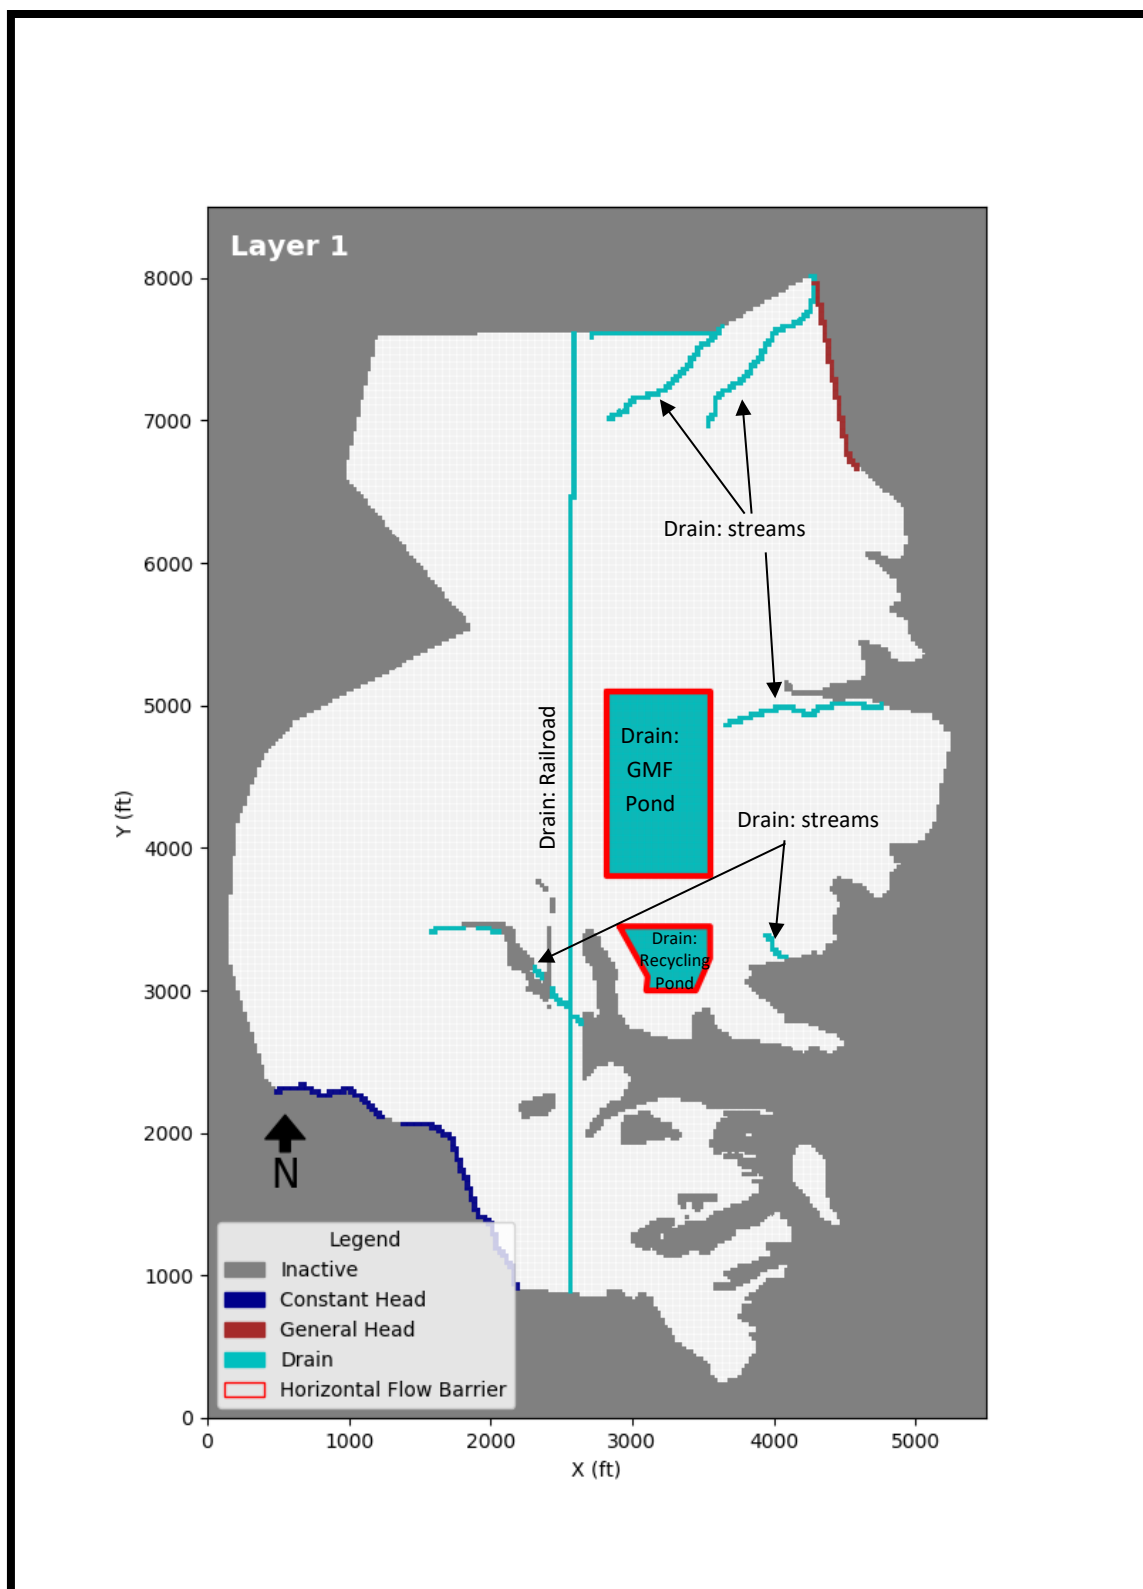 Layer 1
8000
7000
6000
5000
4000
3000
2000
1000
0
Y (ft)
Drain: streams
Drain: Railroad
Drain:
GMF
Pond
Drain: streams
Drain:
Recycling
Pond
N
Legend
Inactive
Constant Head
General Head
Drain
Horizontal Flow Barrier
0 1000 2000 3000 4000 5000
X (ft)